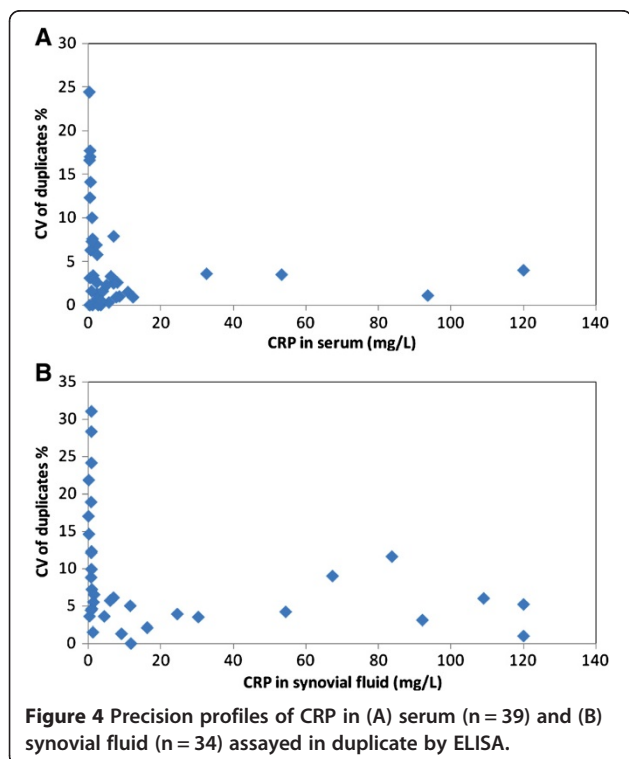 A
30
25
20
15
10
5
0
CV of duplicates %
0 20 40 60 80 100 120 140
CRP in serum (mg/L)
B
35
30
25
20
15
10
5
0
CV of duplicates %
0 20 40 60 80 100 120 140
CRP in synovial fluid (mg/L)
Figure 4 Precision profiles of CRP in (A) serum (n = 39) and (B)
synovial fluid (n = 34) assayed in duplicate by ELISA.